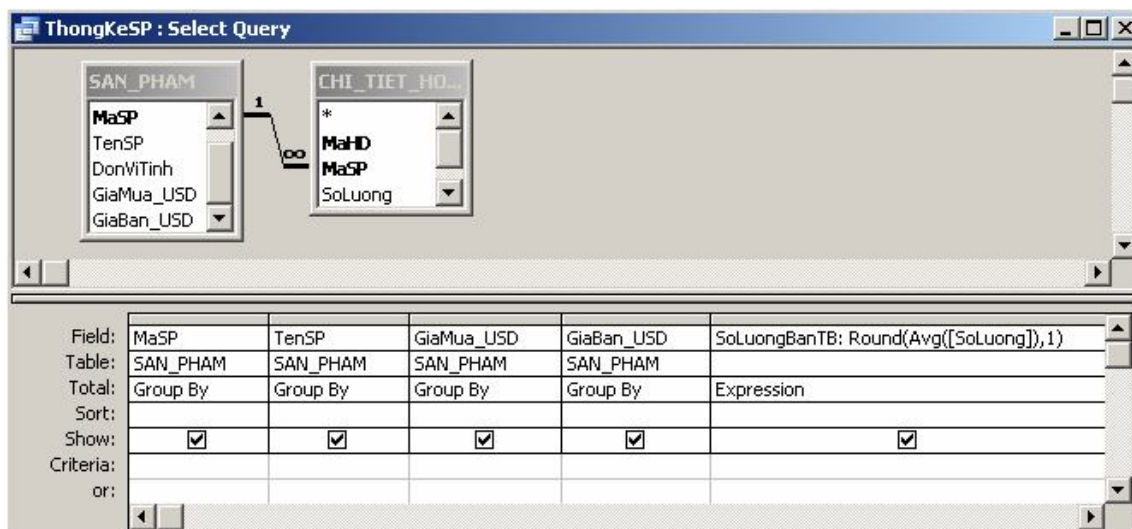 ThongKeSP : Select Query
SAN_PHAM
MaSP
TenSP
DonViTinh
GiaMua_USD
GiaBan_USD
1
∞
CHI_TIET_HO...
*
MaHD
MaSP
SoLuong
Field: MaSP TenSP GiaMua_USD GiaBan_USD SoLuongBanTB: Round(Avg([SoLuong]),1)
Table: SAN_PHAM SAN_PHAM SAN_PHAM SAN_PHAM
Total: Group By Group By Group By Group By Expression
Sort:
Show:
Criteria:
or: